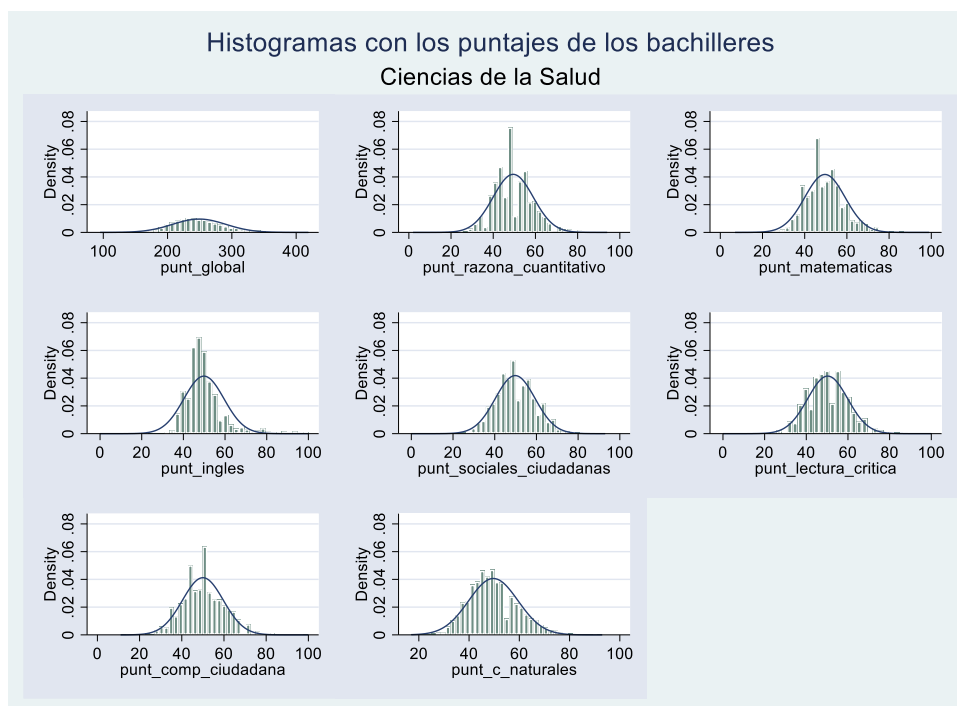 Histogramas con los puntajes de los bachilleres
Ciencias de la Salud
Density
0 .02 .04 .06 .08
100 200 300 400
punt_global
Density
0 .02 .04 .06 .08
0 20 40 60 80 100
punt_razona_cuantitativo
Density
0 .02 .04 .06 .08
0 20 40 60 80 100
punt_matematicas
Density
0 .02 .04 .06 .08
0 20 40 60 80 100
punt_ingles
Density
0 .02 .04 .06 .08
0 20 40 60 80 100
punt_sociales_ciudadanas
Density
0 .02 .04 .06 .08
0 20 40 60 80 100
punt_lectura_critica
Density
0 .02 .04 .06 .08
0 20 40 60 80 100
punt_comp_ciudadana
Density
0 .02 .04 .06 .08
20 40 60 80 100
punt_c_naturales